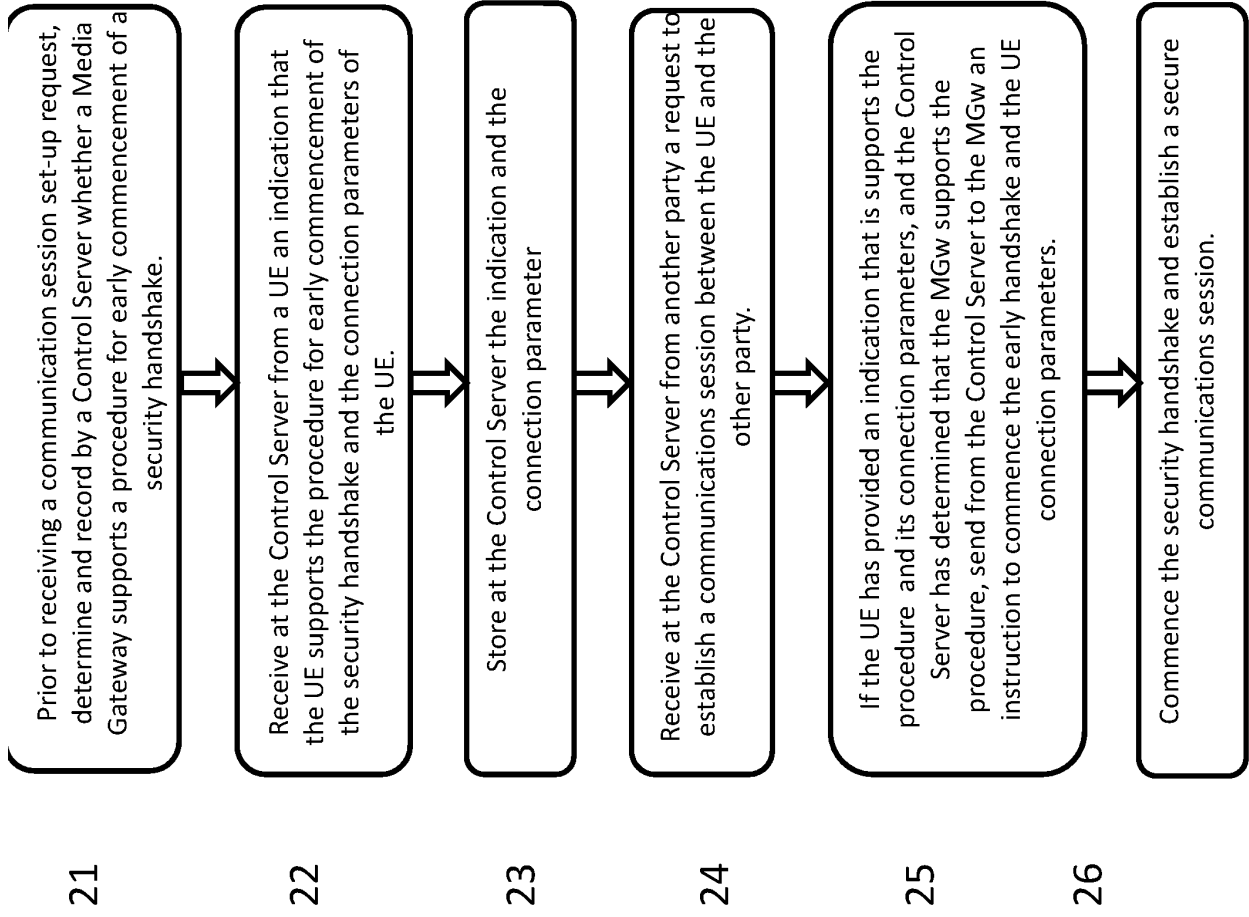 21
Prior to receiving a communication session set-up request,
determine and record by a Control Server whether a Media
Gateway supports a procedure for early commencement of a
security handshake.
22
Receive at the Control Server from a UE an indication that
the UE supports the procedure for early commencement of
the security handshake and the connection parameters of
the UE.
23
Store at the Control Server the indication and the
connection parameter
24
Receive at the Control Server from another party a request to
establish a communications session between the UE and the
other party.
25
If the UE has provided an indication that is supports the
procedure and its connection parameters, and the Control
Server has determined that the MGw supports the
procedure, send from the Control Server to the MGw an
instruction to commence the early handshake and the UE
connection parameters.
26
Commence the security handshake and establish a secure
communications session.